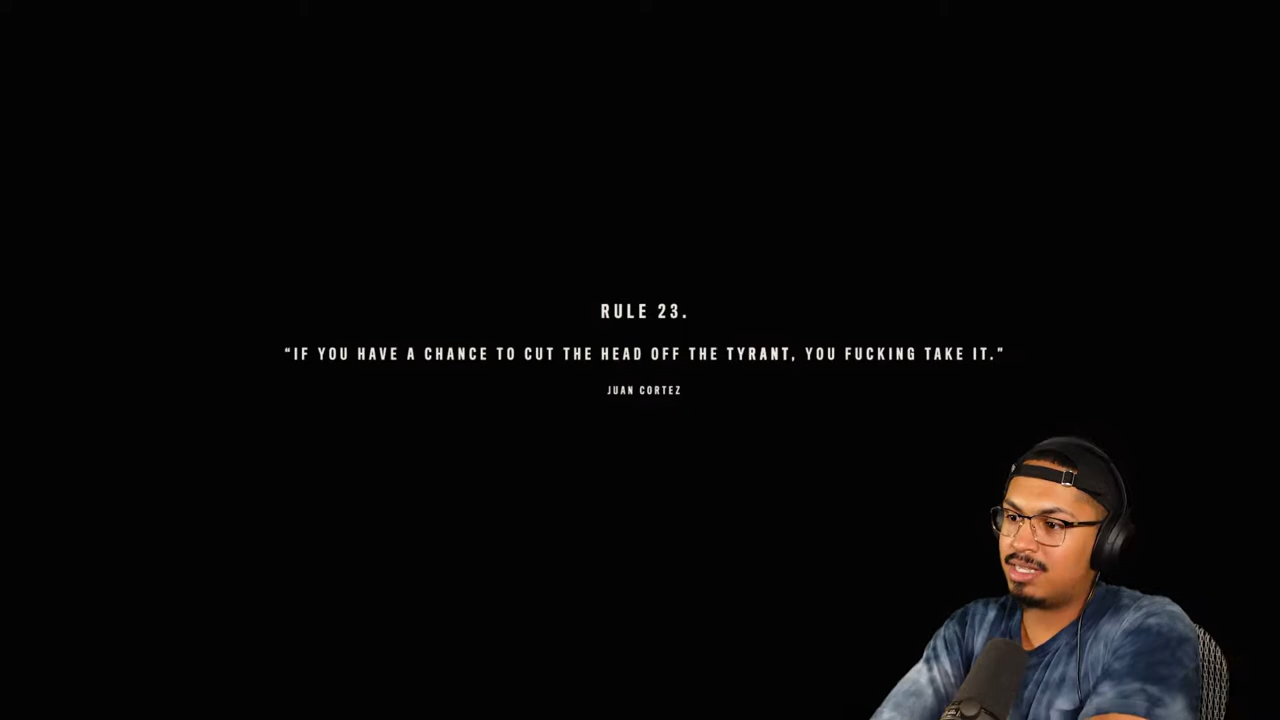 RULE 23.
“IF YOU HAVE A CHANCE TO CUT THE HEAD OFF THE TYRANT, YOU FUCKING TAKE IT.”
JUAN CORTEZ